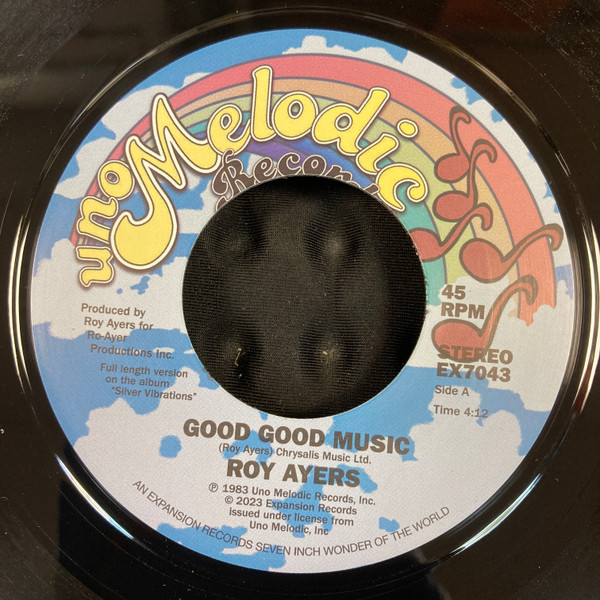 uno Melodic
Records
Produced by
Roy Ayers for
Ro-Ayer
Productions Inc.
Full length version
on the album
"Silver Vibrations"
45
RPM
STEREO
EX7043
Side A
Time 4:12
GOOD GOOD MUSIC
(Roy Ayers) Chrysalis Music Ltd.
ROY AYERS
℗ 1983 Uno Melodic Records, Inc.
© 2023 Expansion Records
issued under license from
Uno Melodic, Inc
AN EXPANSION RECORDS SEVEN INCH WONDER OF THE WORLD